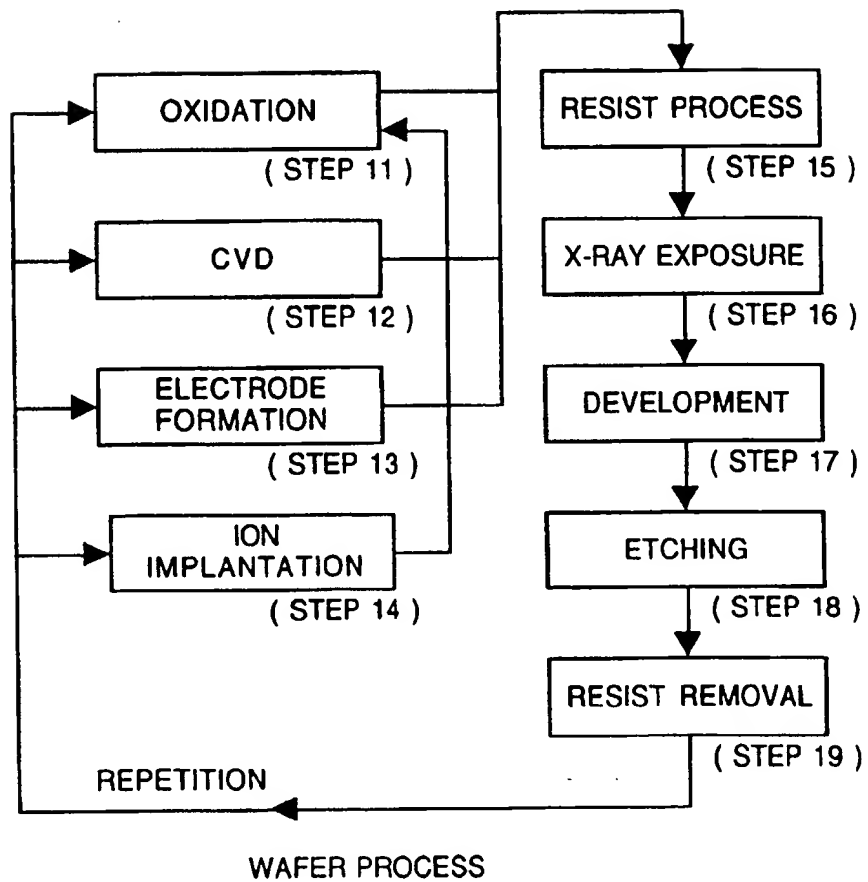 OXIDATION
( STEP 11 )
CVD
( STEP 12 )
ELECTRODE
FORMATION
( STEP 13 )
ION
IMPLANTATION
( STEP 14 )
RESIST PROCESS
( STEP 15 )
X-RAY EXPOSURE
( STEP 16 )
DEVELOPMENT
( STEP 17 )
ETCHING
( STEP 18 )
RESIST REMOVAL
( STEP 19 )
REPETITION
WAFER PROCESS